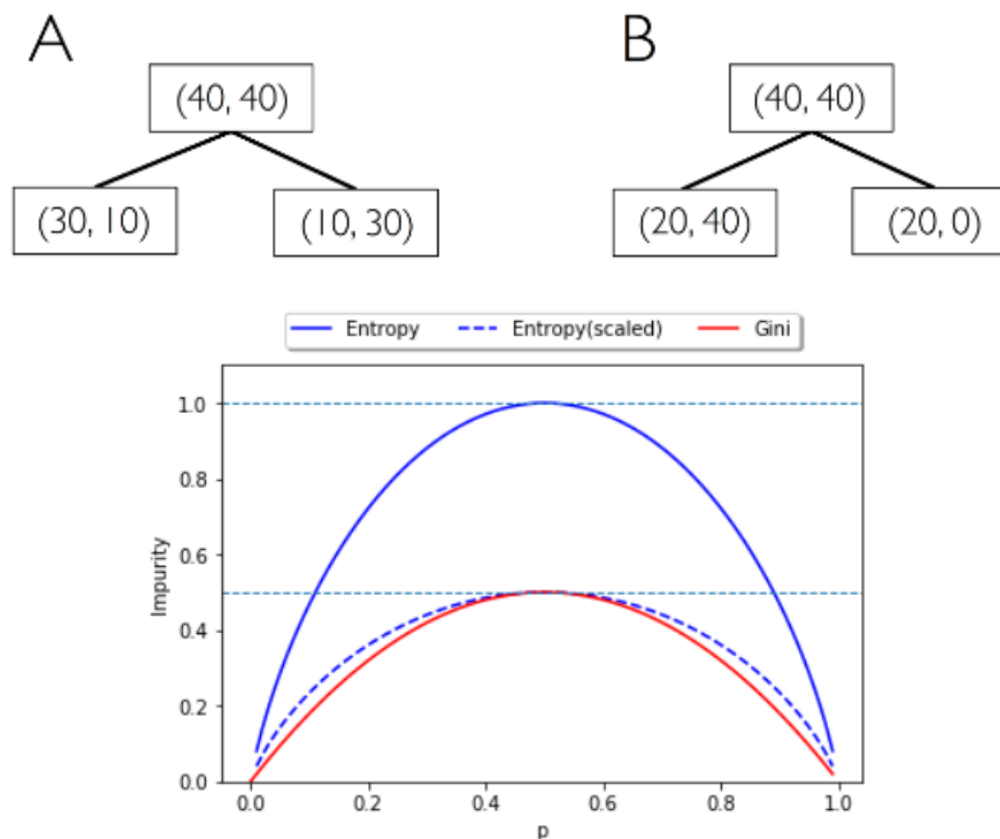 A
B
(40, 40)
(40, 40)
(30, 10)
(10, 30)
(20, 40)
(20, 0)
Entropy
Entropy(scaled)
Gini
Impurity
1.0
0.8
0.6
0.4
0.2
0.0
0.0
0.2
0.4
0.6
0.8
1.0
p